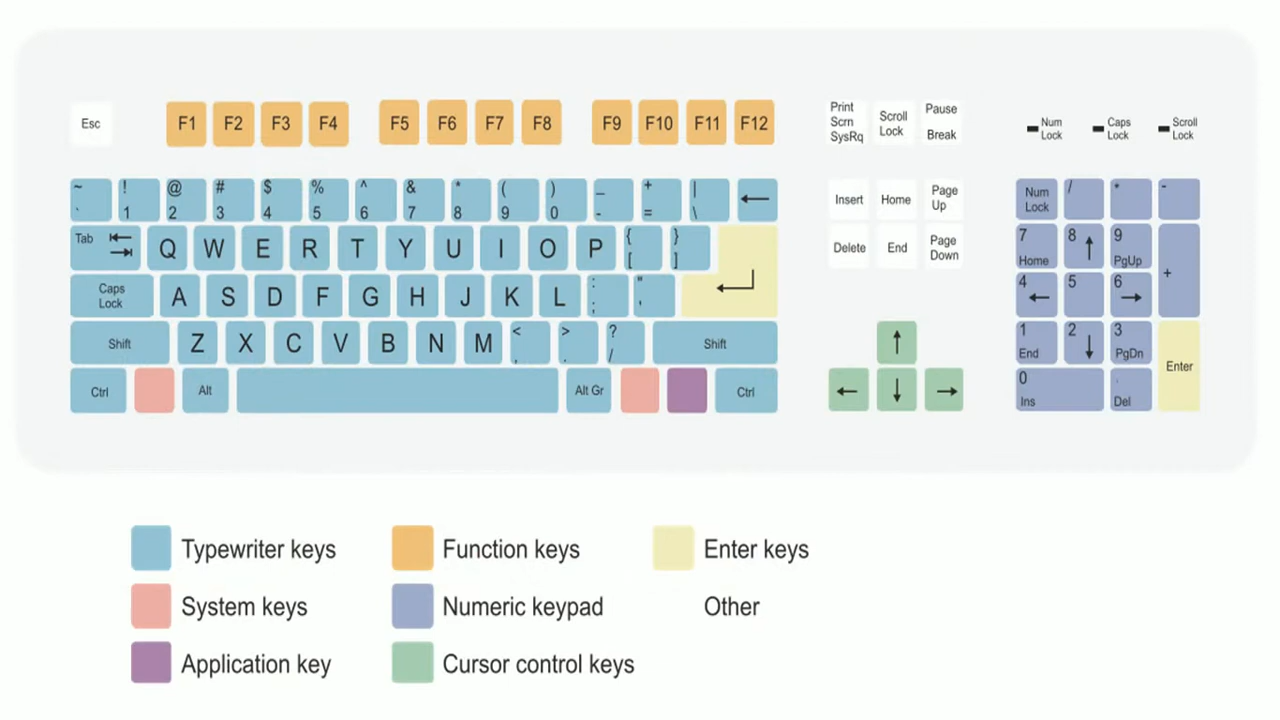 Esc F1 F2 F3 F4 F5 F6 F7 F8 F9 F10 F11 F12
Print
Scrn
SysRq
Scroll
Lock
Pause
Break
Num
Lock
Caps
Lock
Scroll
Lock
~ ! @ # $ % ^ & * ( ) _ + |
` 1 2 3 4 5 6 7 8 9 0 - = \ ←
Insert Home Page
Up
Num
Lock
/ * -
Tab ⇤ ⇥ Q W E R T Y U I O P { }
[ ]
Delete End Page
Down
7 8 ↑ 9 +
Home PgUp
Caps
Lock
A S D F G H J K L : "
; ' ↵
4 ← 5 6 →
Shift Z X C V B N M < > ?
, . / Shift
↑
1 2 ↓ 3
End PgDn
Enter
Ctrl Alt Alt Gr Ctrl
← ↓ →
0 .
Ins Del
Typewriter keys Function keys Enter keys
System keys Numeric keypad Other
Application key Cursor control keys